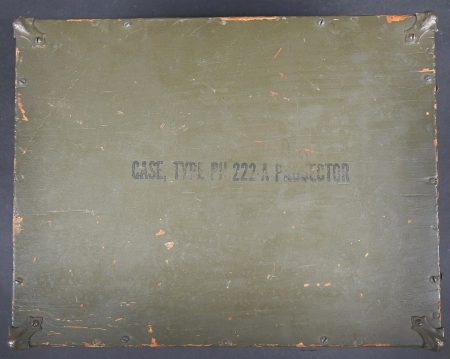 CASE, TYPE PH 222-A PROJECTOR